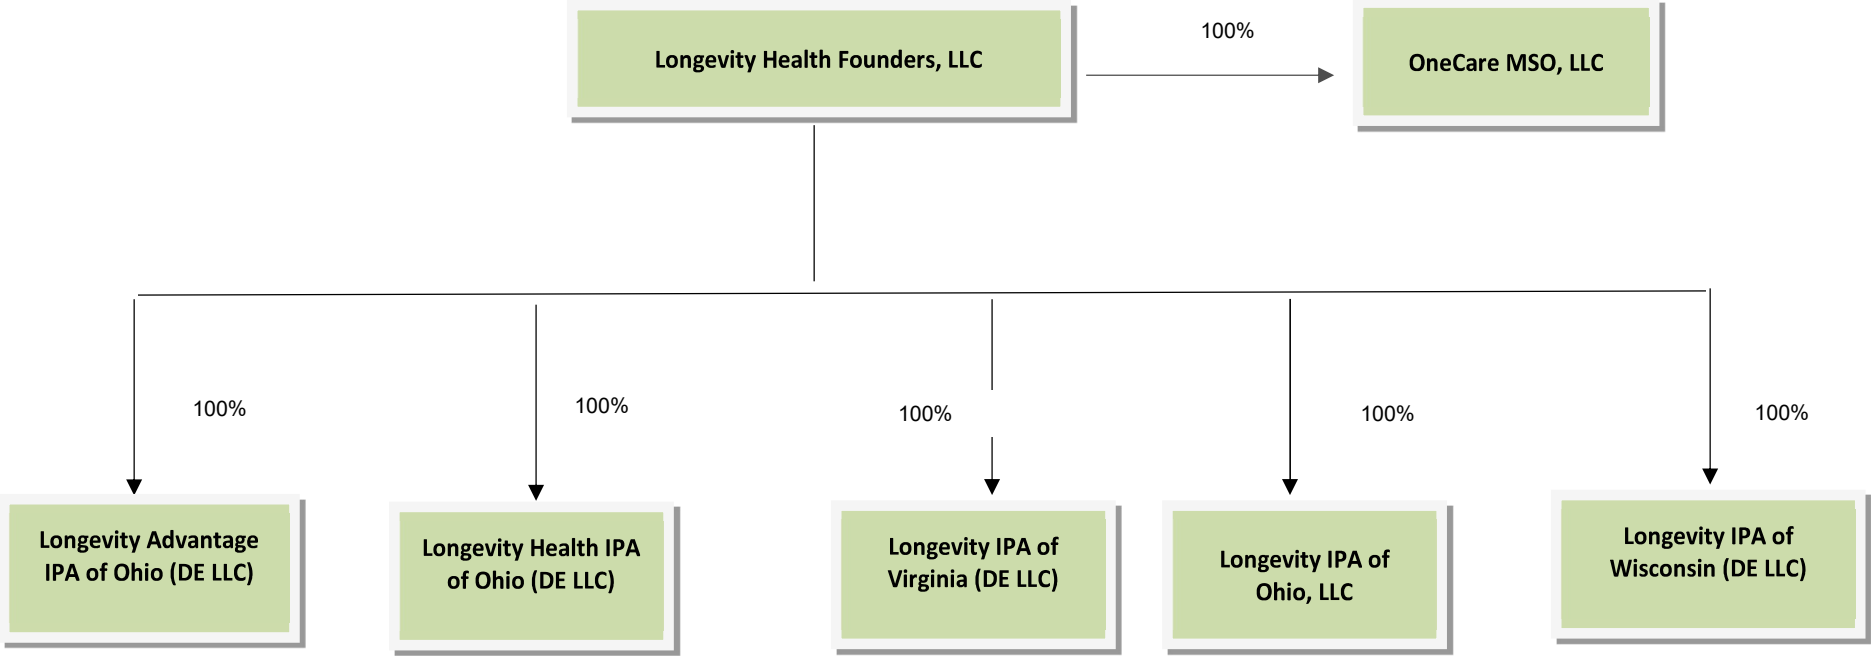 Longevity Health Founders, LLC
100%
OneCare MSO, LLC
100%
100%
100%
100%
100%
Longevity Advantage
IPA of Ohio (DE LLC)
Longevity Health IPA
of Ohio (DE LLC)
Longevity IPA of
Virginia (DE LLC)
Longevity IPA of
Ohio, LLC
Longevity IPA of
Wisconsin (DE LLC)